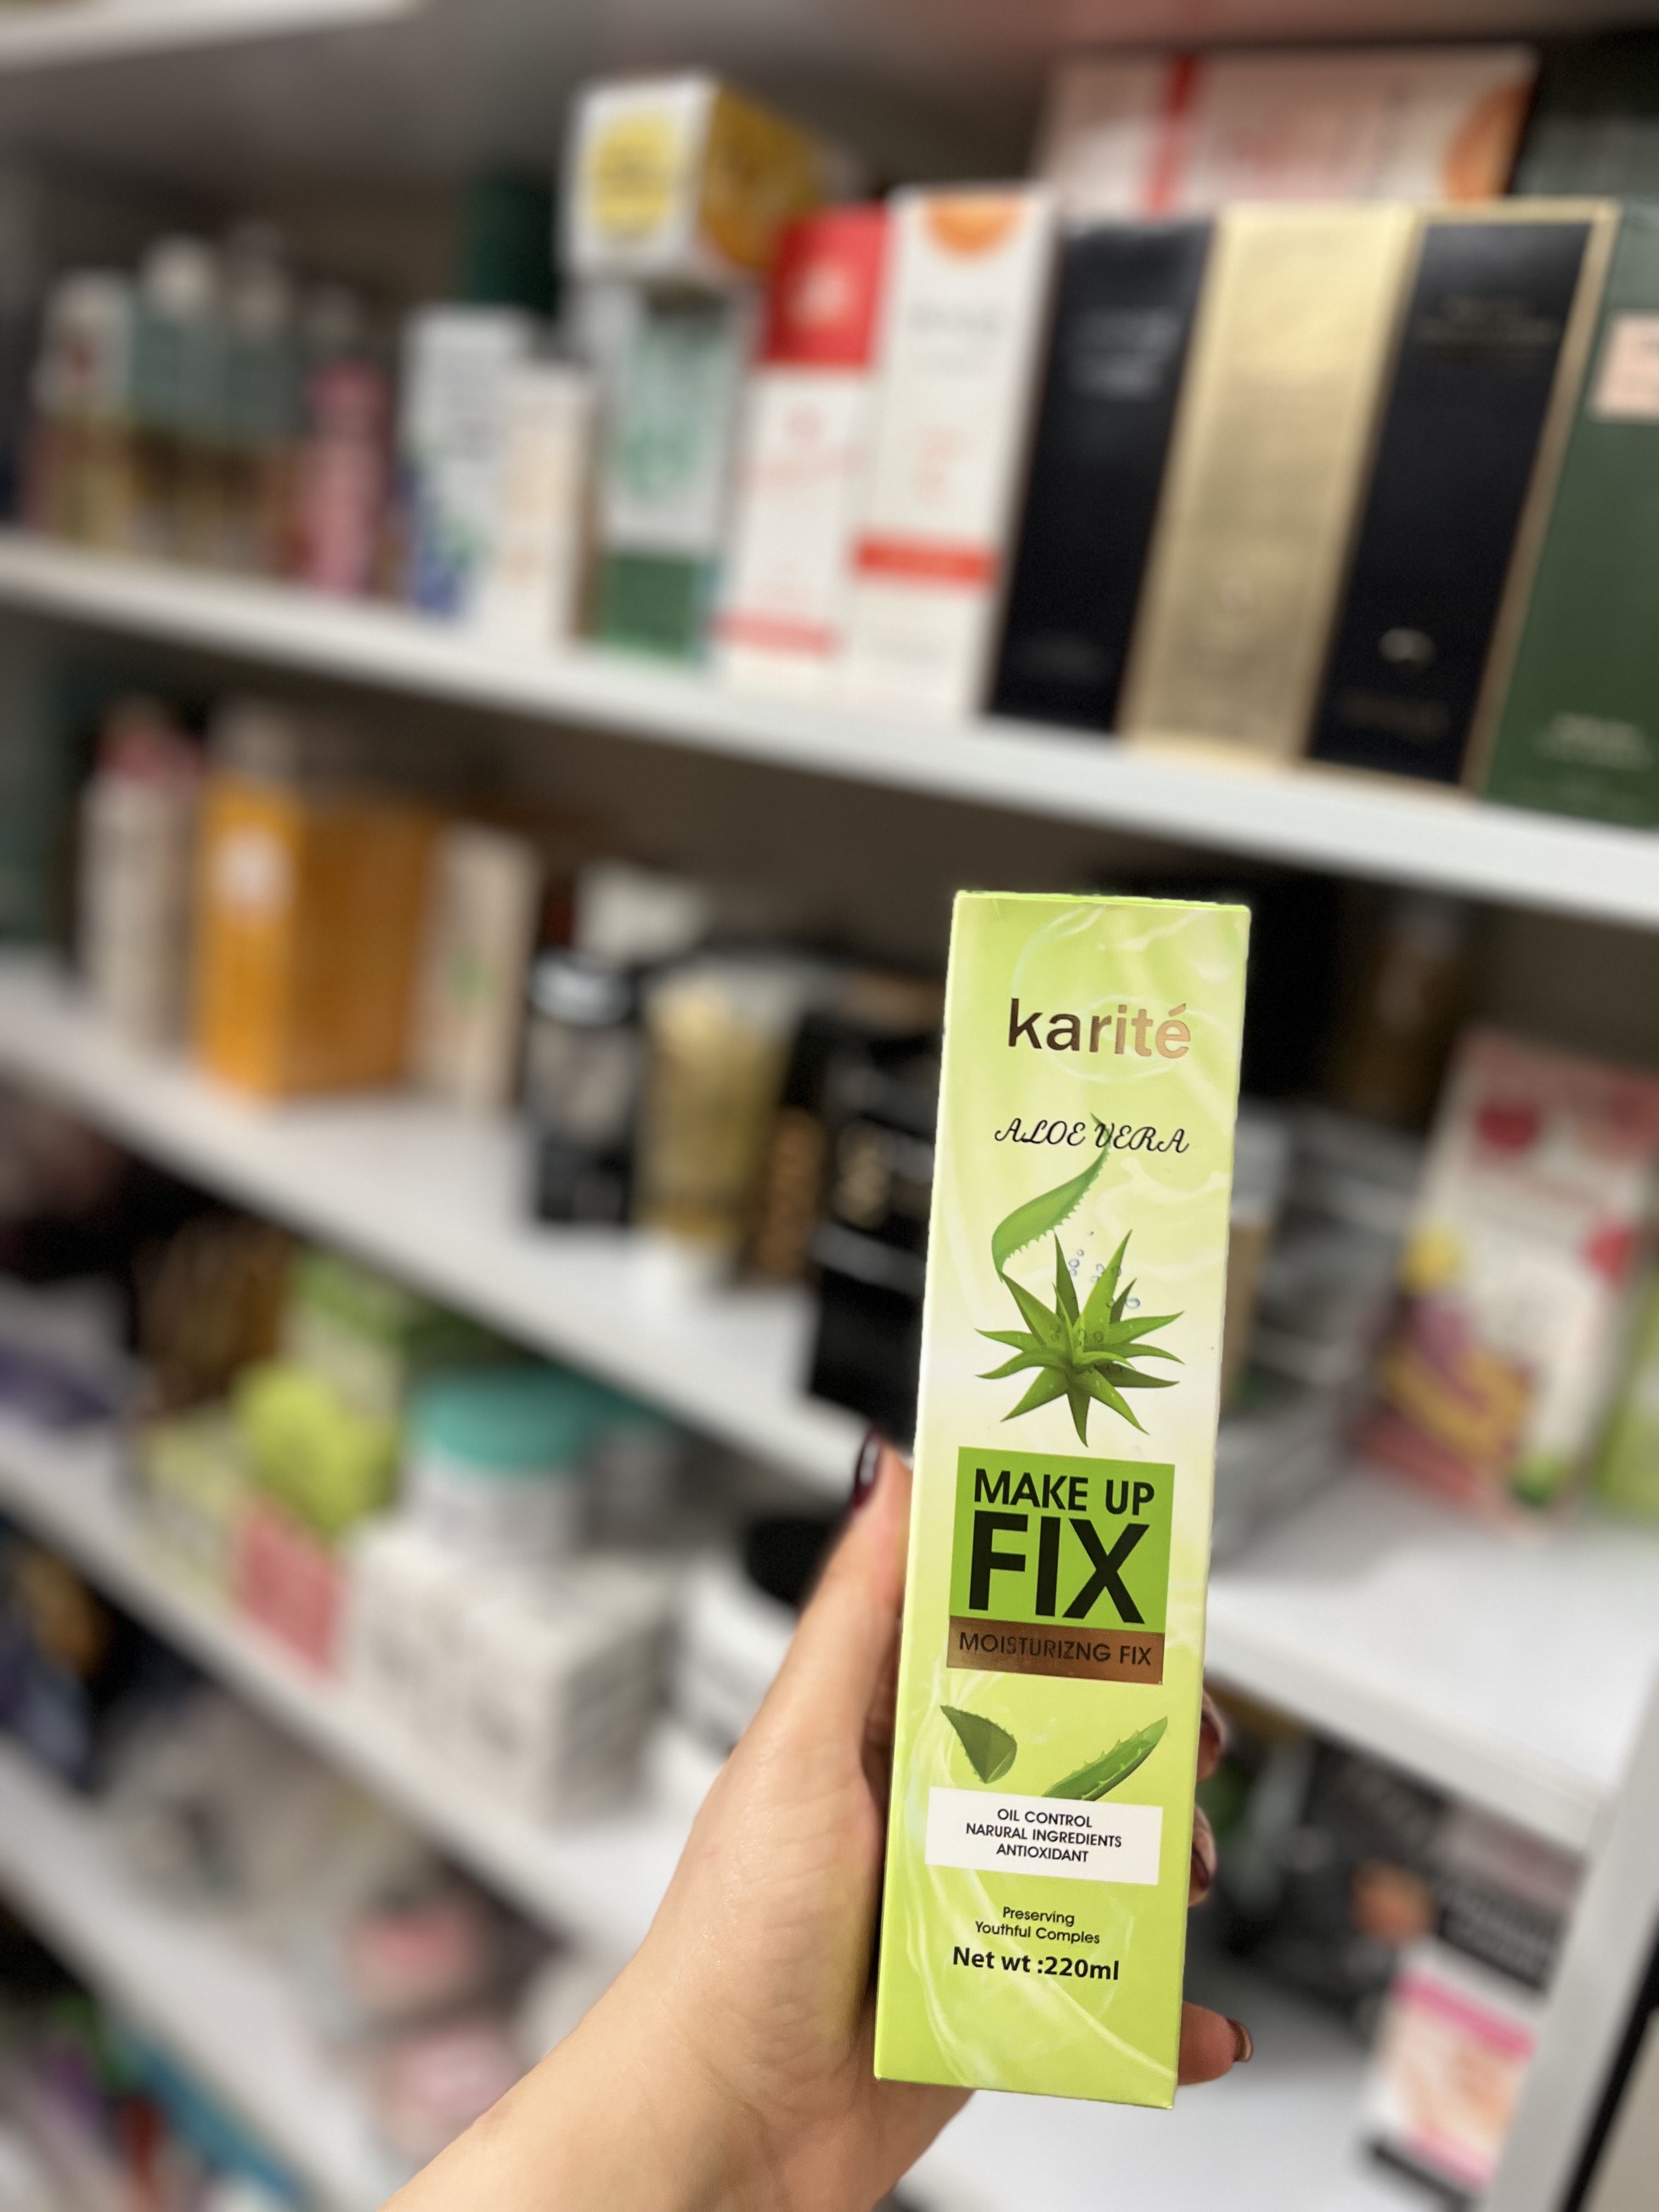 karité
ALOE VERA
MAKE UP
FIX
MOISTURIZNG FIX
OIL CONTROL
NARURAL INGREDIENTS
ANTIOXIDANT
Preserving
Youthful Comples
Net wt :220ml